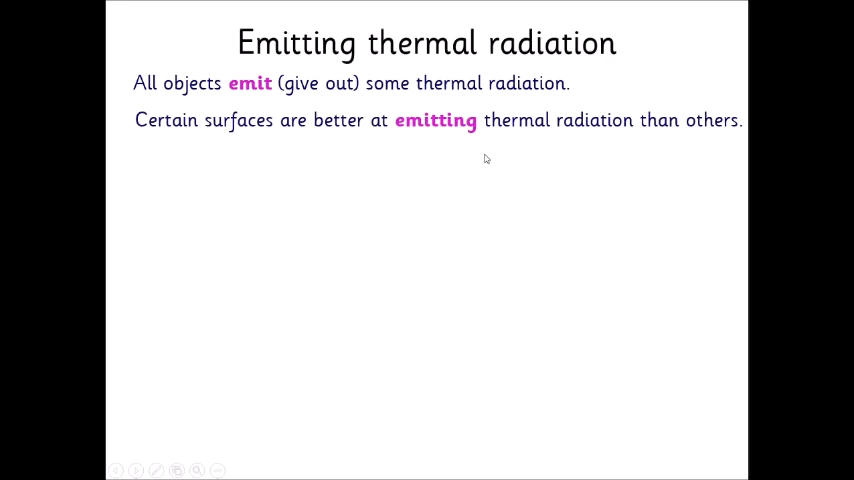 Emitting thermal radiation
All objects emit (give out) some thermal radiation.
Certain surfaces are better at emitting thermal radiation than others.